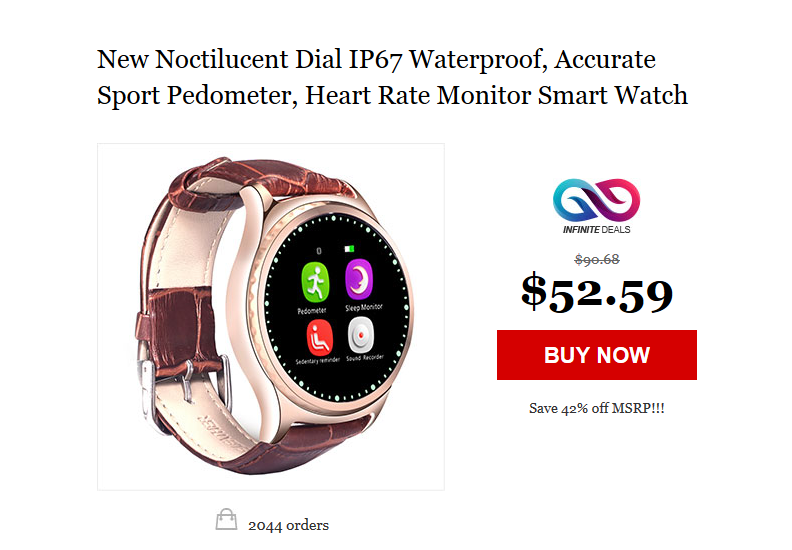 New Noctilucent Dial IP67 Waterproof, Accurate
Sport Pedometer, Heart Rate Monitor Smart Watch
0
Pedometer
Sleep Monitor
Sedentary reminder
Sound Recorder
INFINITE DEALS
$90.68
$52.59
BUY NOW
Save 42% off MSRP!!!
2044 orders